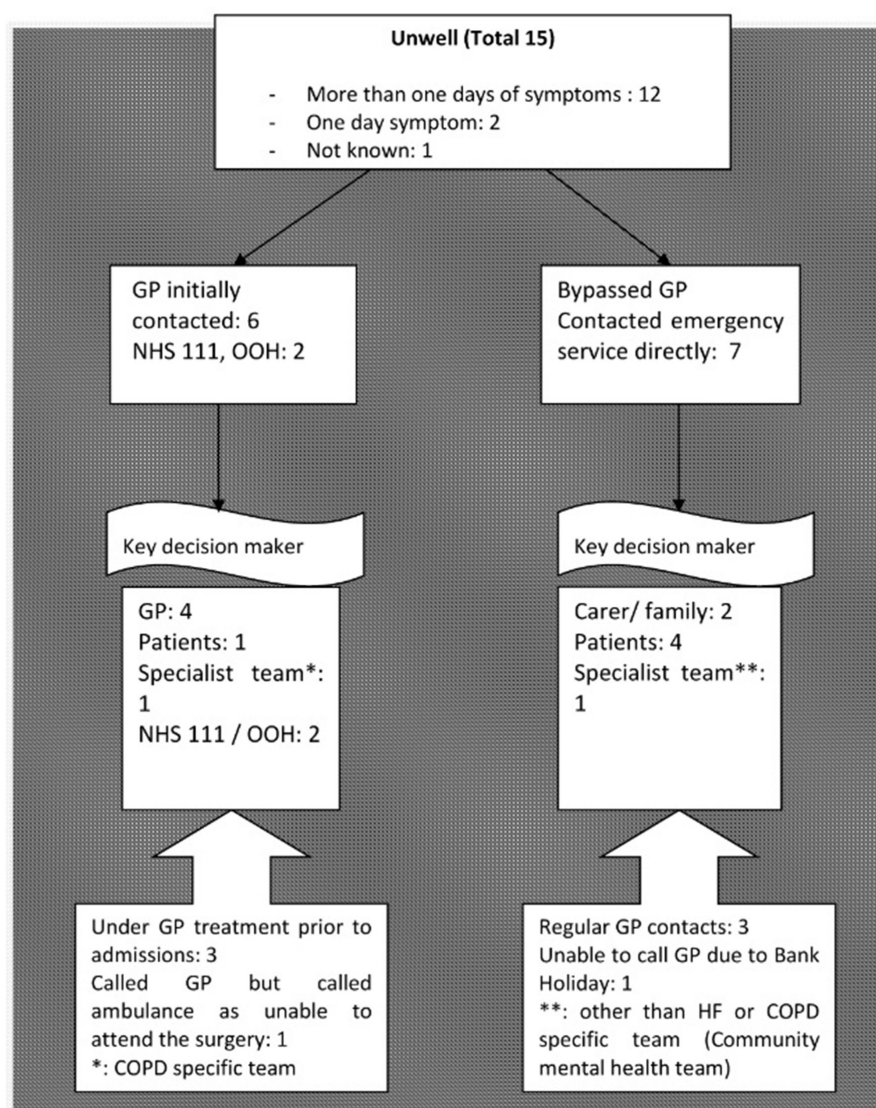 Unwell (Total 15)
- More than one days of symptoms : 12
- One day symptom: 2
- Not known: 1
GP initially
contacted: 6
NHS 111, OOH: 2
Bypassed GP
Contacted emergency
service directly: 7
Key decision maker
GP: 4
Patients: 1
Specialist team*:
1
NHS 111 / OOH: 2
Key decision maker
Carer/ family: 2
Patients: 4
Specialist team**:
1
Under GP treatment prior to
admissions: 3
Called GP but called
ambulance as unable to
attend the surgery: 1
*: COPD specific team
Regular GP contacts: 3
Unable to call GP due to Bank
Holiday: 1
**: other than HF or COPD
specific team (Community
mental health team)